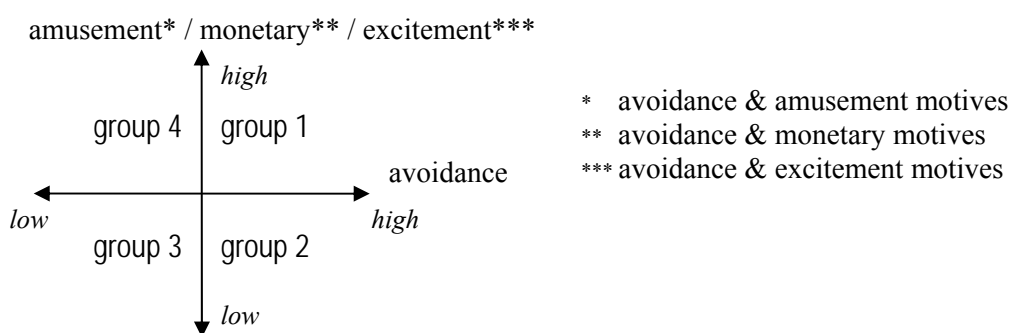 amusement* / monetary** / excitement***
high
group 4 group 1
* avoidance & amusement motives
** avoidance & monetary motives
*** avoidance & excitement motives
avoidance
low
high
group 3 group 2
low